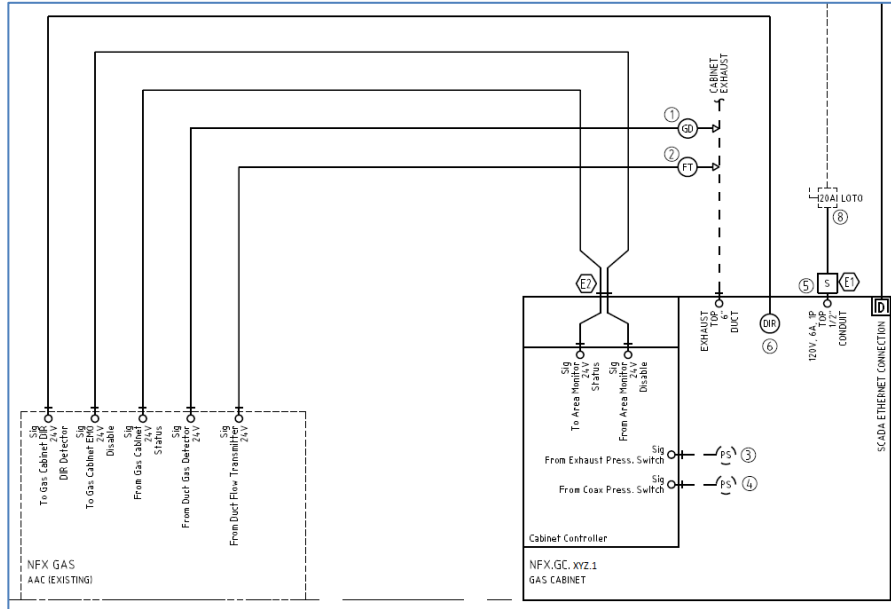 CABINET
EXHAUST
1
GD
2
FT
20A
LOTO
8
E2
5
S
E1
D
EXHAUST
TOP
6"
DUCT
DIR
6
120V, 6A, 1P
TOP
1/2"
CONDUIT
SCADA ETHERNET CONNECTION
Sig
24V
To Area Monitor
Status
Sig
24V
From Area Monitor
Disable
Sig
From Exhaust Press. Switch
PS
3
Sig
From Coax Press. Switch
PS
4
Cabinet Controller
NFX.GC. XYZ.1
GAS CABINET
Sig
24V
To Gas Cabinet DIR
DIR Detector
Sig
24V
To Gas Cabinet EMO
Disable
Sig
24V
From Gas Cabinet
Status
Sig
24V
From Duct Gas Detector
Sig
24V
From Duct Flow Transmitter
NFX GAS
AAC (EXISTING)